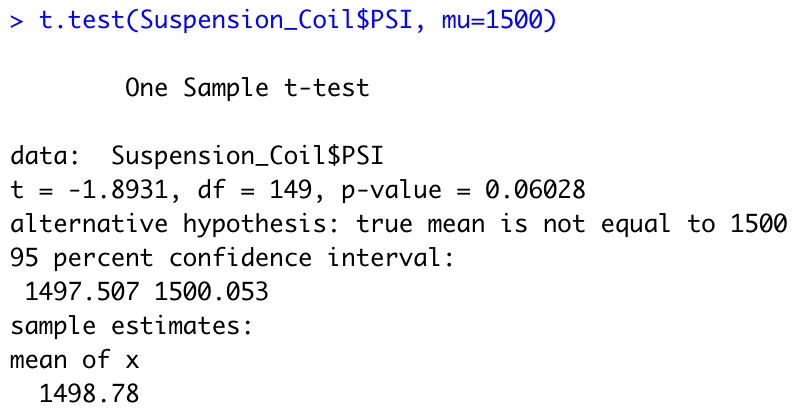 > t.test(Suspension_Coil$PSI, mu=1500)
One Sample t-test
data:  Suspension_Coil$PSI
t = -1.8931, df = 149, p-value = 0.06028
alternative hypothesis: true mean is not equal to 1500
95 percent confidence interval:
1497.507 1500.053
sample estimates:
mean of x
1498.78